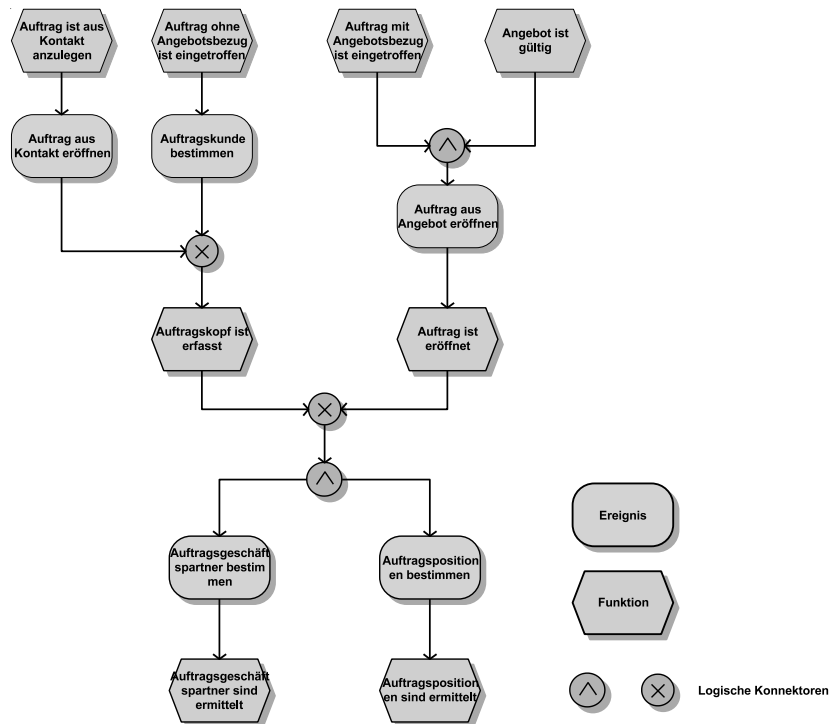 Auftrag ist aus
Kontakt
anzulegen
Auftrag ohne
Angebotsbezug
ist eingetroffen
Auftrag mit
Angebotsbezug
ist eingetroffen
Angebot ist
gültig
Auftrag aus
Kontakt eröffnen
Auftragskunde
bestimmen
Auftrag aus
Angebot eröffnen
Auftragskopf ist
erfasst
Auftrag ist
eröffnet
Auftragsgeschäft
spartner bestim
men
Auftragsposition
en bestimmen
Ereignis
Funktion
Auftragsgeschäft
spartner sind
ermittelt
Auftragsposition
en sind ermittelt
Logische Konnektoren